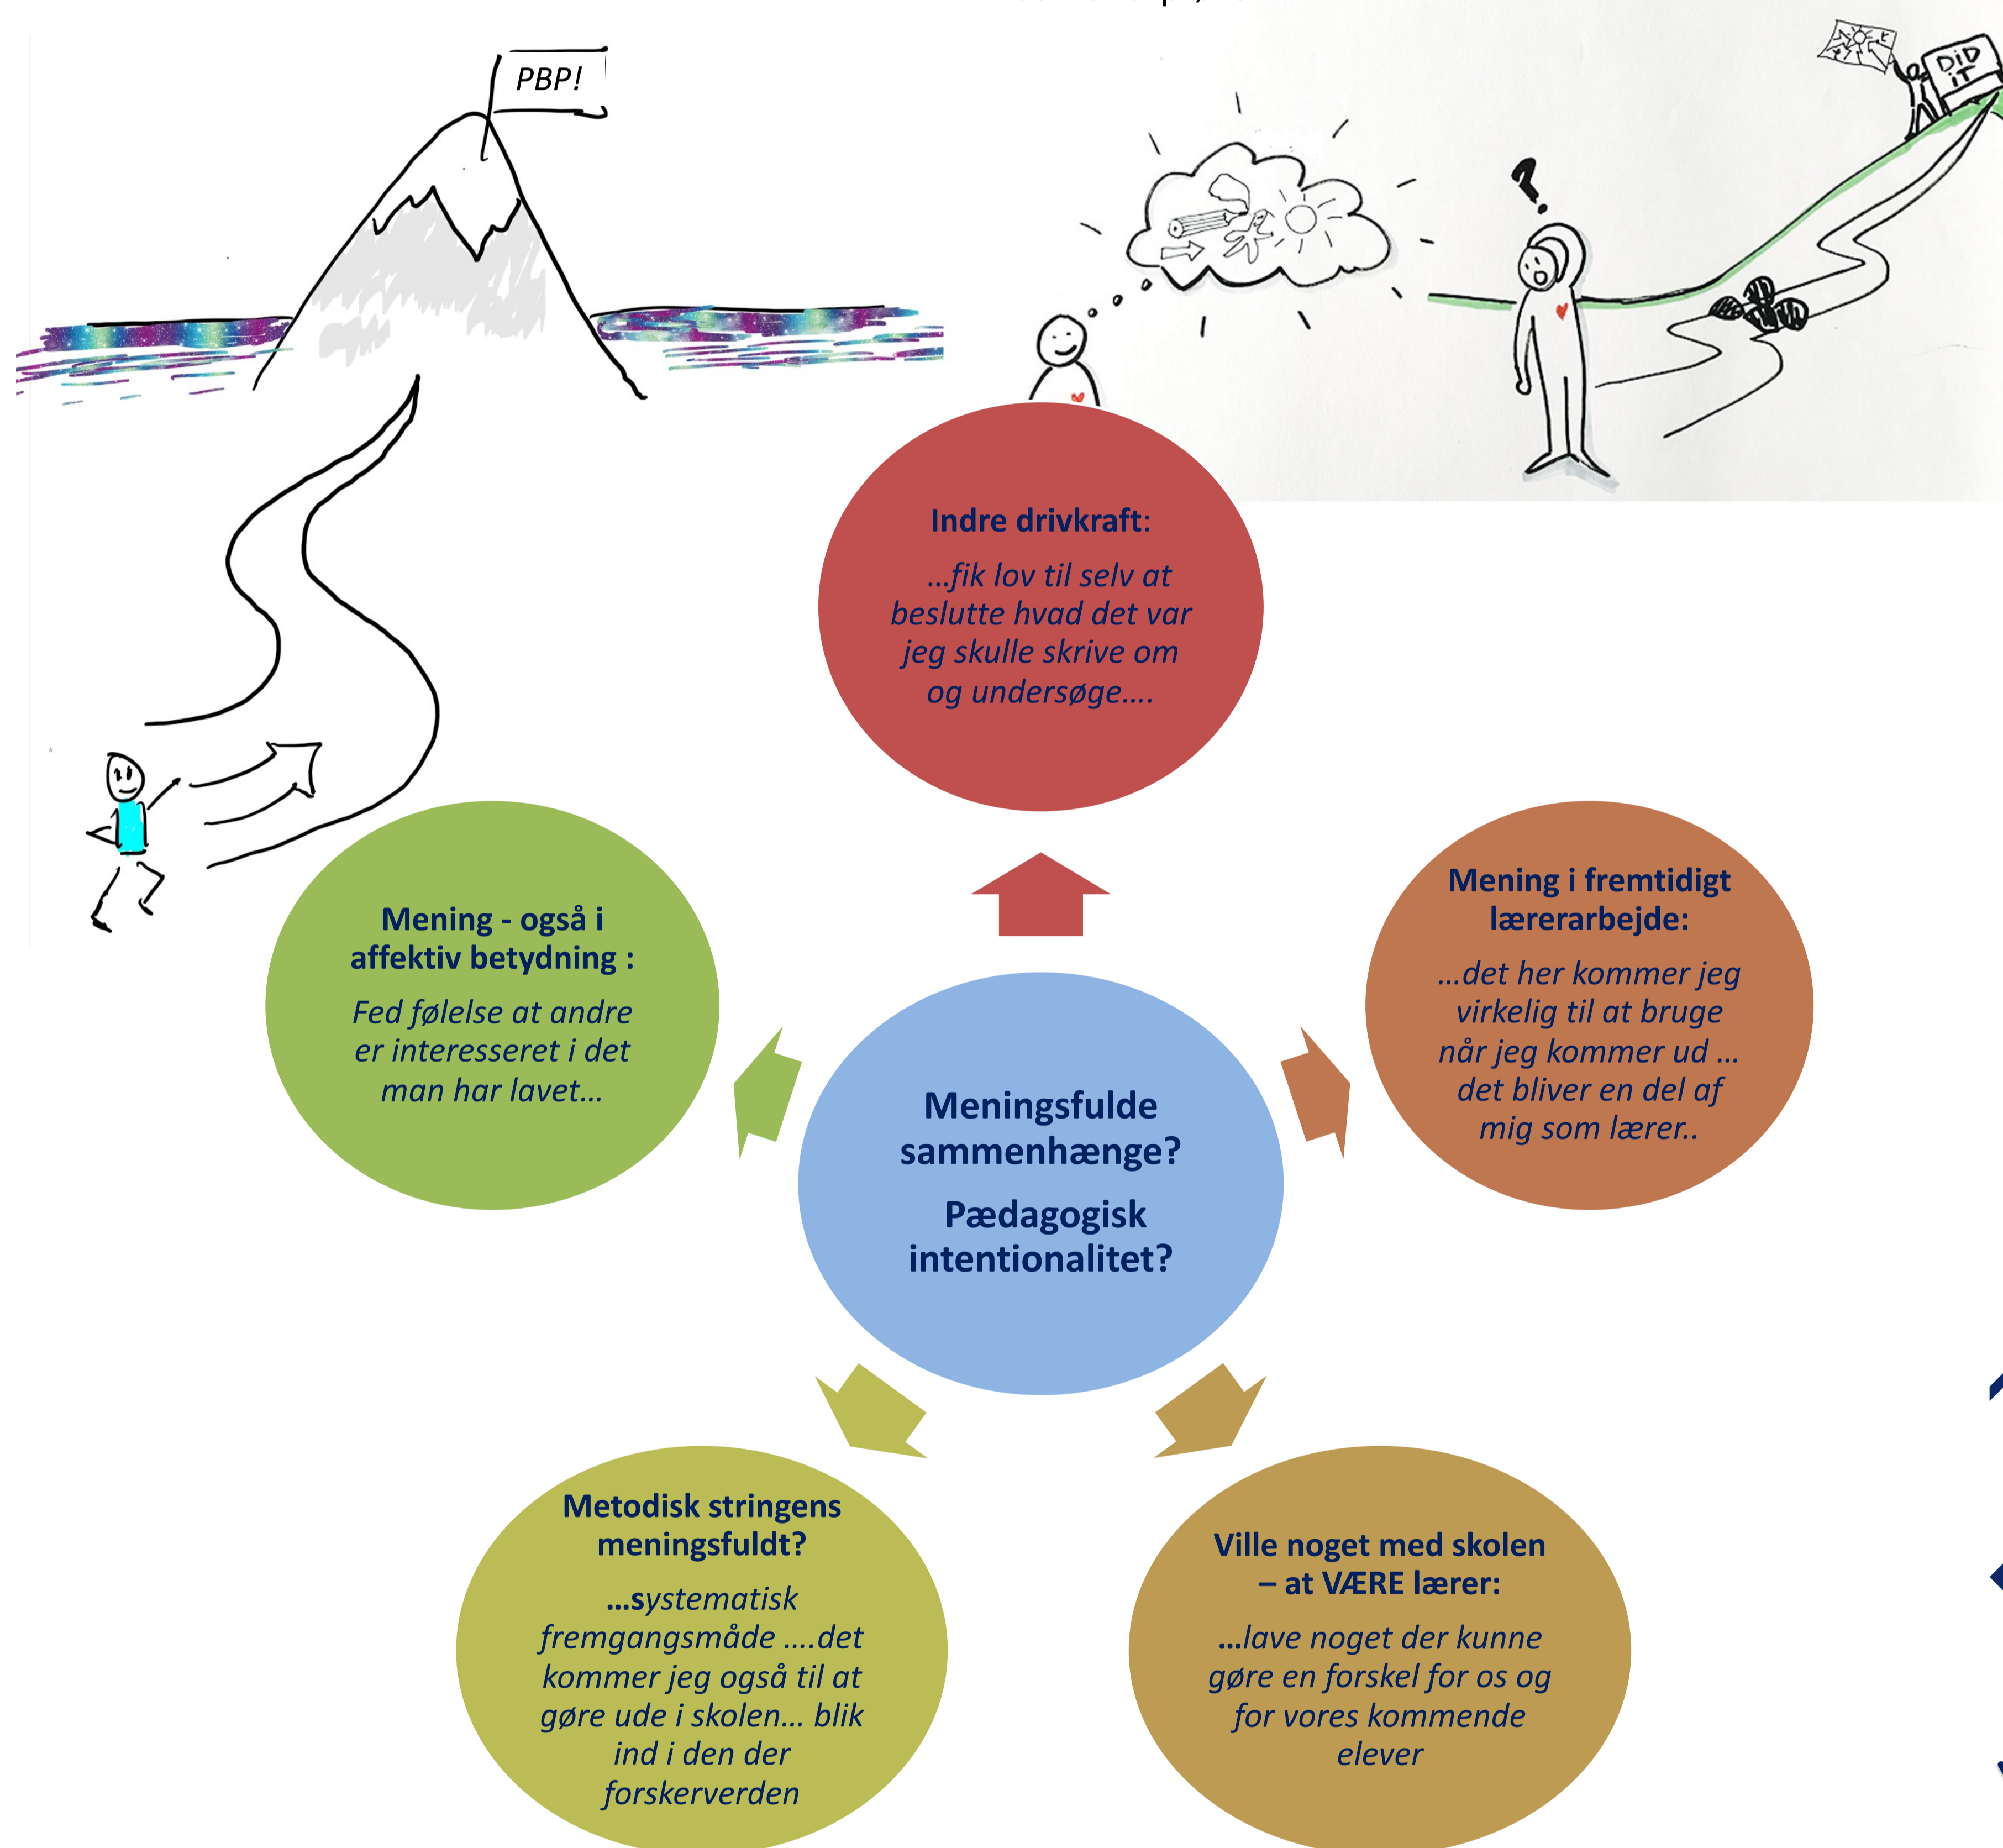 PBP!
DID
IT
?
Indre drivkraft:
...fik lov til selv at
beslutte hvad det var
jeg skulle skrive om
og undersøge....
Mening - også i
affektiv betydning :
Fed følelse at andre
er interesseret i det
man har lavet...
Mening i fremtidigt
lærerarbejde:
...det her kommer jeg
virkelig til at bruge
når jeg kommer ud ...
det bliver en del af
mig som lærer..
Meningsfulde
sammenhænge?
Pædagogisk
intentionalitet?
Metodisk stringens
meningsfuldt?
...systematisk
fremgangsmåde ....det
kommer jeg også til at
gøre ude i skolen... blik
ind i den der
forskerverden
Ville noget med skolen
– at VÆRE lærer:
...lave noget der kunne
gøre en forskel for os og
for vores kommende
elever